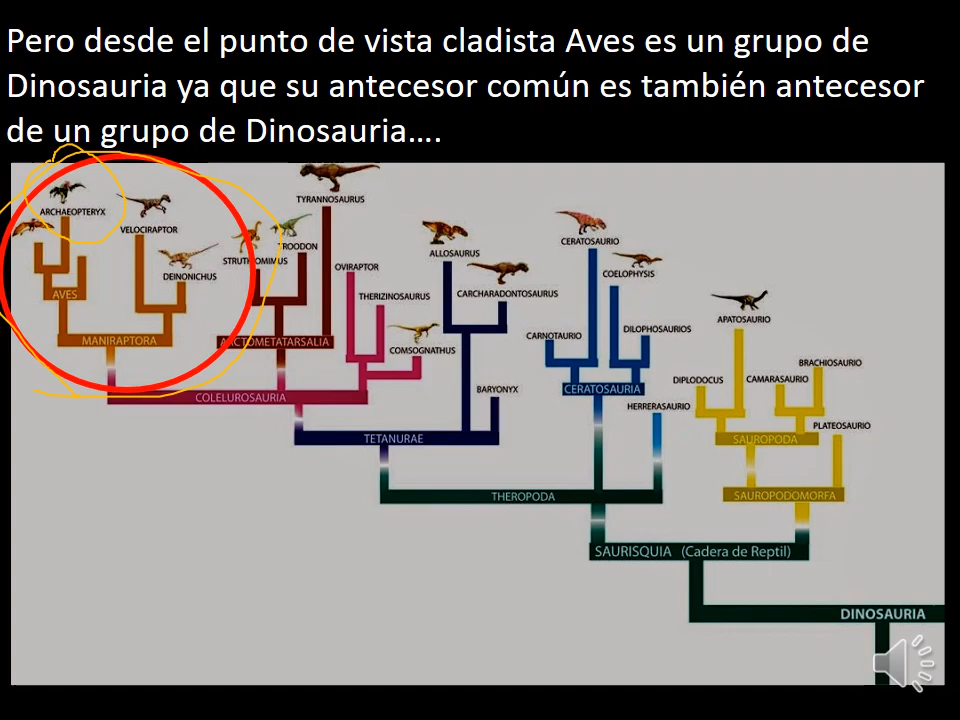 Pero desde el punto de vista cladista Aves es un grupo de
Dinosauria ya que su antecesor común es también antecesor
de un grupo de Dinosauria….
TYRANNOSAURUS
ARCHAEOPTERYX
VELOCIRAPTOR
TROODON
STRUTHIOMIMUS
DEINONICHUS
AVES
MANIRAPTORA
ARCTOMETATARSALIA
OVIRAPTOR
THERIZINOSAURUS
COMSOGNATHUS
COLELUROSAURIA
ALLOSAURUS
CARCHARADONTOSAURUS
BARYONYX
TETANURAE
CERATOSAURIO
COELOPHYSIS
CARNOTAURIO
DILOPHOSAURIOS
CERATOSAURIA
HERRERASAURIO
THEROPODA
APATOSAURIO
BRACHIOSAURIO
DIPLODOCUS
CAMARASAURIO
PLATEOSAURIO
SAUROPODA
SAUROPODOMORFA
SAURISQUIA (Cadera de Reptil)
DINOSAURIA